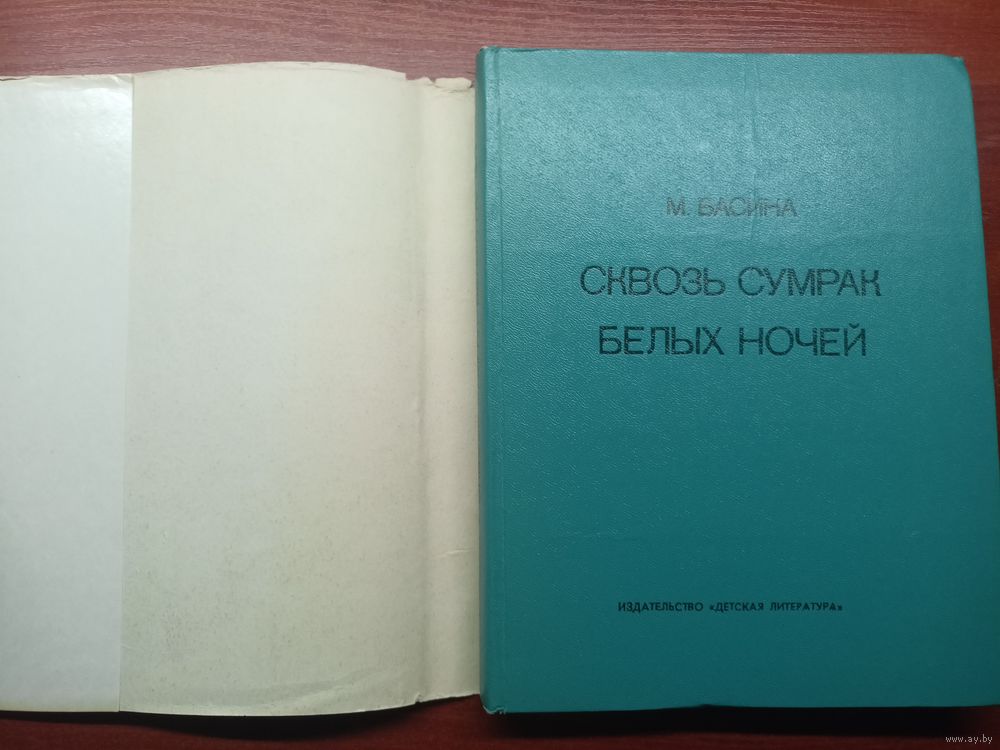 М. БАСИНА
СКВОЗЬ СУМРАК
БЕЛЫХ НОЧЕЙ
ИЗДАТЕЛЬСТВО «ДЕТСКАЯ ЛИТЕРАТУРА»
www.ay.by